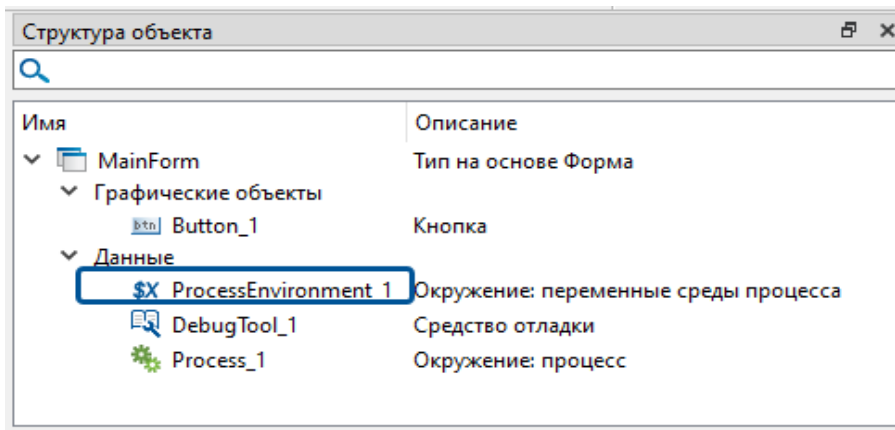 Структура объекта
Имя Описание
MainForm Тип на основе Форма
Графические объекты
btn Button_1 Кнопка
Данные
$X ProcessEnvironment_1 Окружение: переменные среды процесса
DebugTool_1 Средство отладки
Process_1 Окружение: процесс